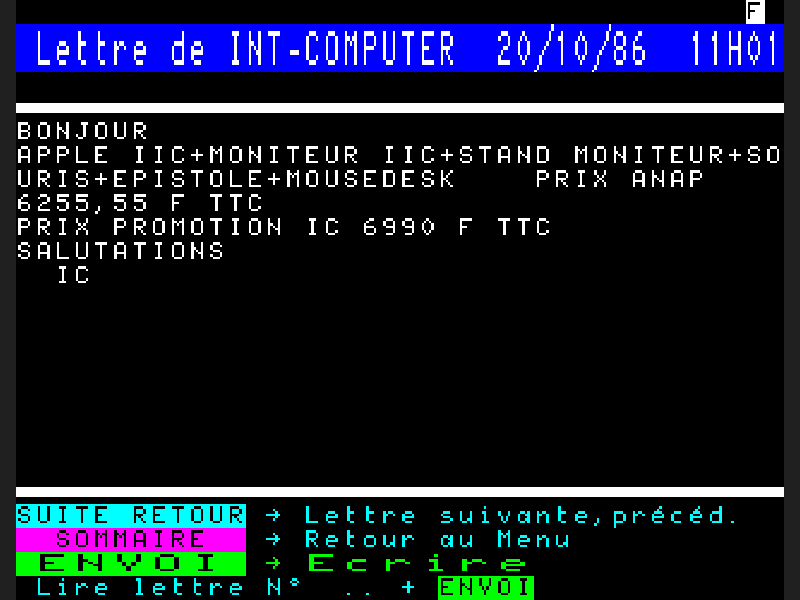 F
Lettre de INT-COMPUTER 20/10/86 11H01
BONJOUR
APPLE IIC+MONITEUR IIC+STAND MONITEUR+SO
URIS+EPISTOLE+MOUSEDESK PRIX ANAP
6255,55 F TTC
PRIX PROMOTION IC 6990 F TTC
SALUTATIONS
IC
SUITE RETOUR → Lettre suivante,précéd.
SOMMAIRE → Retour au Menu
ENVOI → Ecrire
Lire lettre N° .. + ENVOI